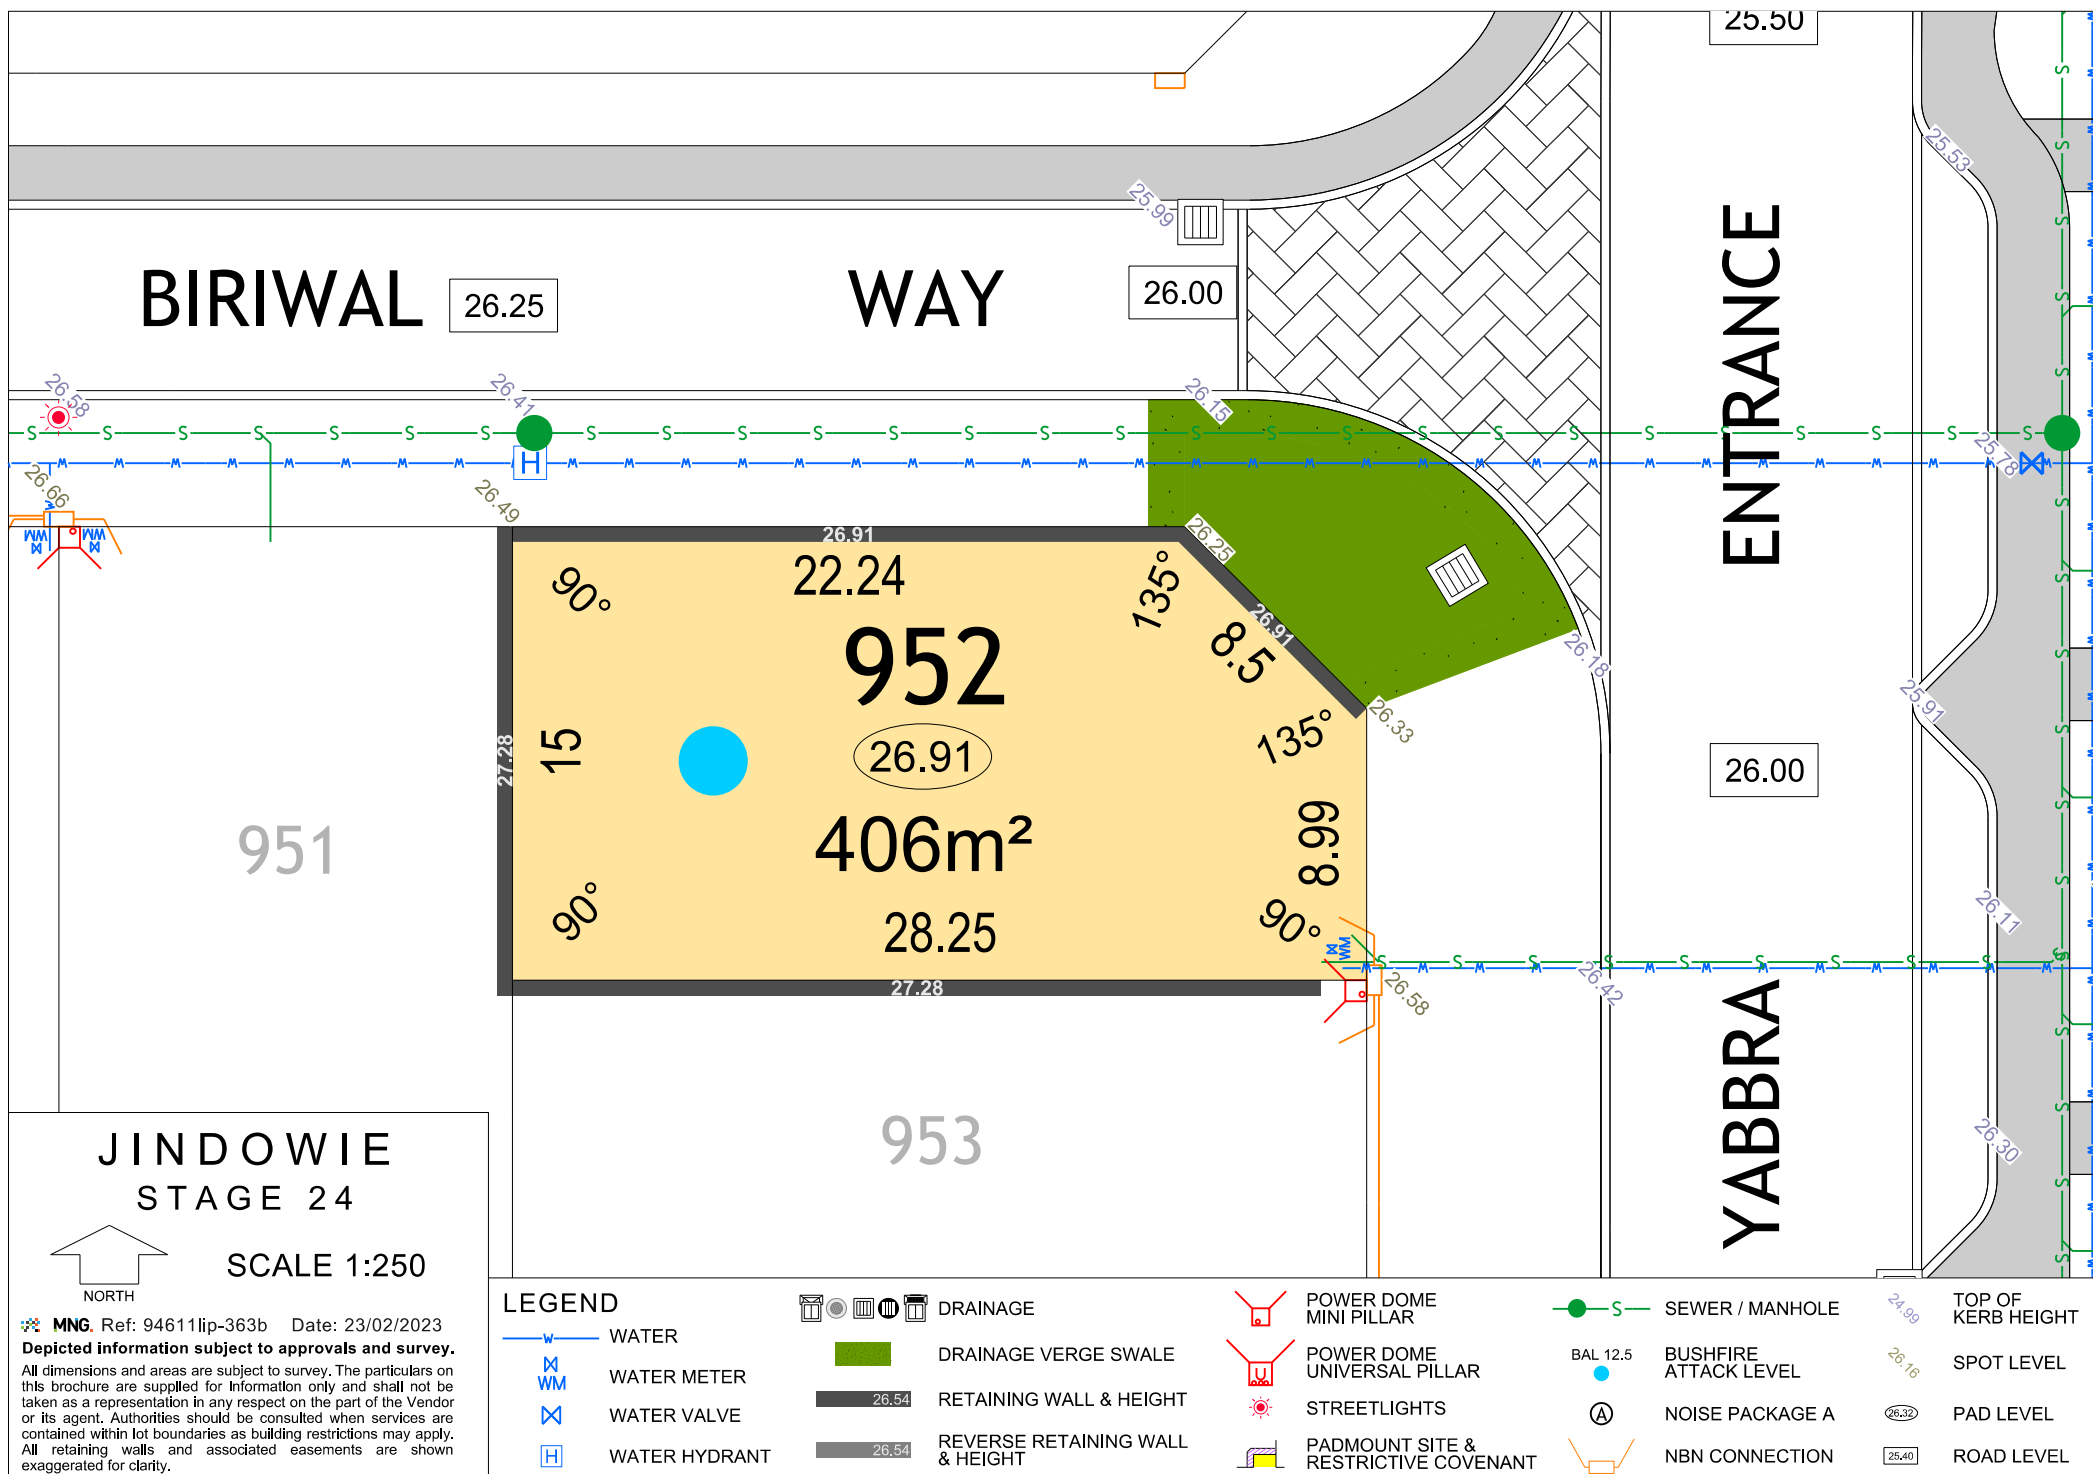 25.50
25.53
25.99
BIRIWAL
26.25
WAY
26.00
ENTRANCE
26.58
26.41
26.15
25.78
H
26.66
26.49
26.25
WM
WM
26.91
22.24
90°
135°
26.91
8.5
26.18
952
26.33
135°
25.91
27.28
15
26.91
26.00
951
406m²
8.99
90°
28.25
90°
26.11
WM
27.28
26.58
26.42
YABBRA
953
26.30
JINDOWIE
STAGE 24
SCALE 1:250
NORTH
MNG. Ref: 94611lip-363b Date: 23/02/2023
Depicted information subject to approvals and survey.
All dimensions and areas are subject to survey. The particulars on
this brochure are supplied for information only and shall not be
taken as a representation in any respect on the part of the Vendor
or its agent. Authorities should be consulted when services are
contained within lot boundaries as building restrictions may apply.
All retaining walls and associated easements are shown
exaggerated for clarity.
LEGEND
W WATER
WM WATER METER
WATER VALVE
H WATER HYDRANT
DRAINAGE
DRAINAGE VERGE SWALE
26.54 RETAINING WALL & HEIGHT
26.54 REVERSE RETAINING WALL
& HEIGHT
POWER DOME
MINI PILLAR
U POWER DOME
UNIVERSAL PILLAR
STREETLIGHTS
PADMOUNT SITE &
RESTRICTIVE COVENANT
S SEWER / MANHOLE
BAL 12.5 BUSHFIRE
ATTACK LEVEL
A NOISE PACKAGE A
NBN CONNECTION
24.99 TOP OF
KERB HEIGHT
26.16 SPOT LEVEL
26.32 PAD LEVEL
25.40 ROAD LEVEL